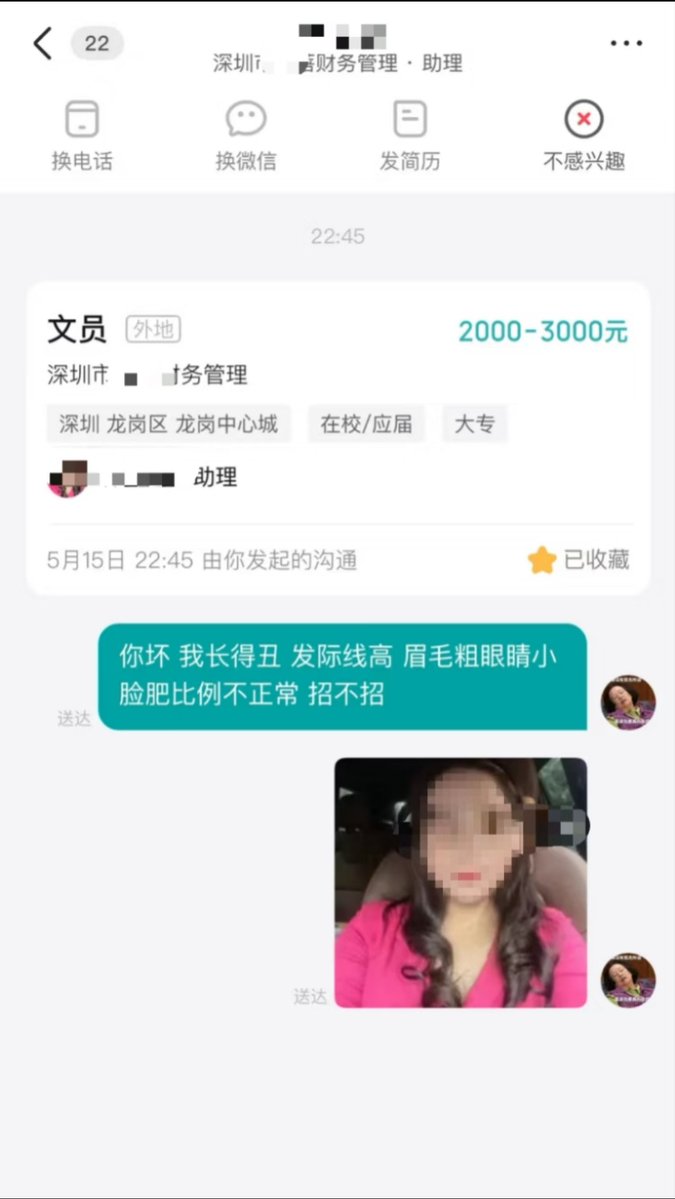 22
深圳市 财务管理 · 助理
换电话 换微信 发简历 不感兴趣
22:45
文员 外地 2000-3000元
深圳市 财务管理
深圳 龙岗区 龙岗中心城 在校/应届 大专
助理
5月15日 22:45 由你发起的沟通 已收藏
你坏 我长得丑 发际线高 眉毛粗眼睛小
脸肥比例不正常 招不招
送达
送达